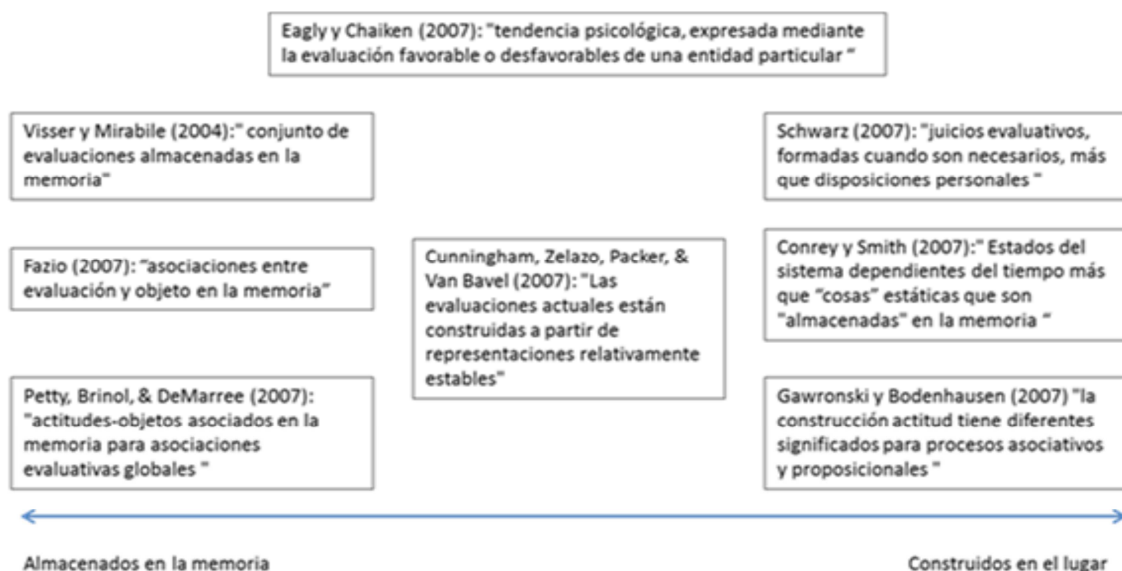 Eagly y Chaiken (2007): "tendencia psicológica, expresada mediante
la evaluación favorable o desfavorables de una entidad particular “
Visser y Mirabile (2004):" conjunto de
evaluaciones almacenadas en la
memoria"
Schwarz (2007): "juicios evaluativos,
formadas cuando son necesarios, más
que disposiciones personales "
Fazio (2007): “asociaciones entre
evaluación y objeto en la memoria“
Cunningham, Zelazo, Packer, &
Van Bavel (2007): "Las
evaluaciones actuales están
construidas a partir de
representaciones relativamente
estables"
Conrey y Smith (2007):" Estados del
sistema dependientes del tiempo más
que “cosas” estáticas que son
"almacenadas" en la memoria “
Petty, Brinol, & DeMarree (2007):
"actitudes-objetos asociados en la
memoria para asociaciones
evaluativas globales "
Gawronski y Bodenhausen (2007) "la
construcción actitud tiene diferentes
significados para procesos asociativos
y proposicionales "
Almacenados en la memoria
Construidos en el lugar